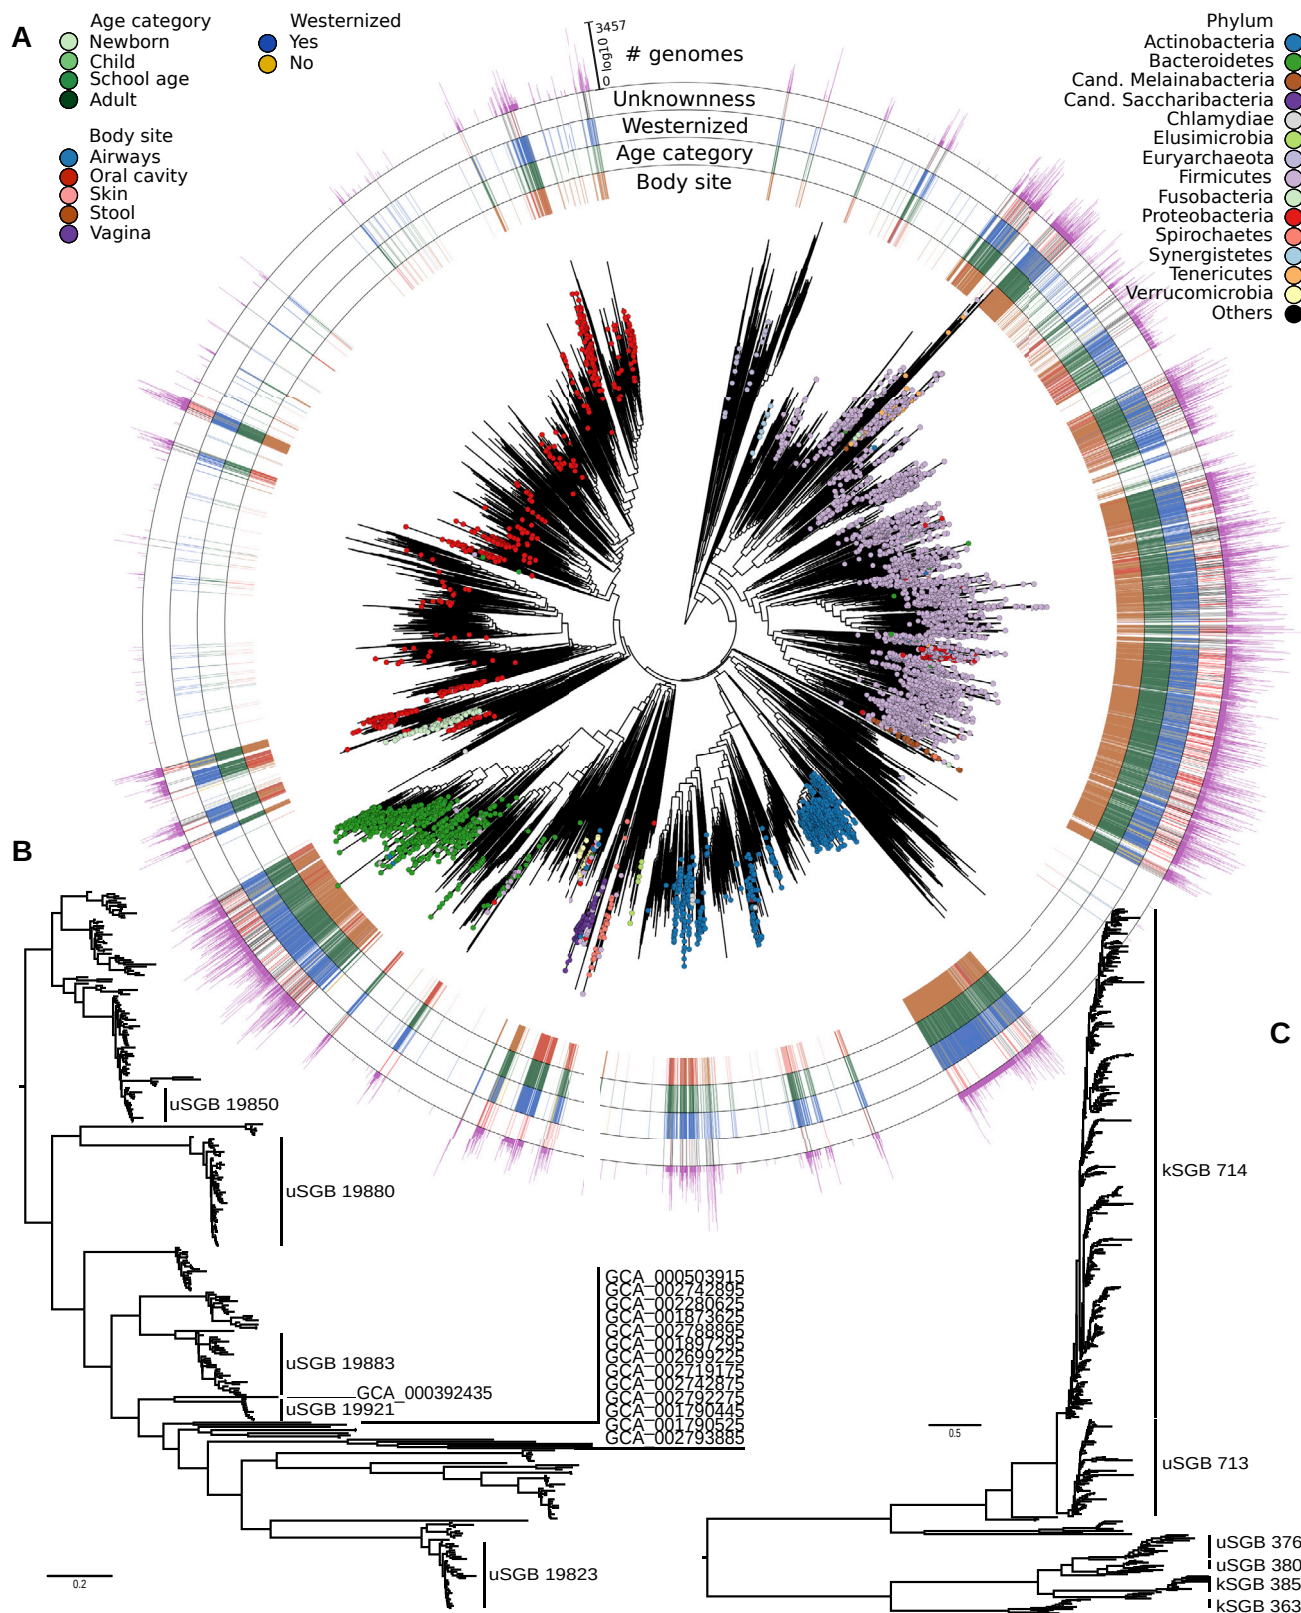 A
Age category
Newborn
Child
School age
Adult
Westernized
Yes
No
Body site
Airways
Oral cavity
Skin
Stool
Vagina
3457
log10
0
# genomes
Unknownness
Westernized
Age category
Body site
Phylum
Actinobacteria
Bacteroidetes
Cand. Melainabacteria
Cand. Saccharibacteria
Chlamydiae
Elusimicrobia
Euryarchaeota
Firmicutes
Fusobacteria
Proteobacteria
Spirochaetes
Synergistetes
Tenericutes
Verrucomicrobia
Others
B
uSGB 19850
uSGB 19880
uSGB 19883
GCA_000392435
uSGB 19921
GCA_000503915
GCA_002742895
GCA_002280625
GCA_001873625
GCA_002788895
GCA_001897295
GCA_002699225
GCA_002719175
GCA_002742875
GCA_002792275
GCA_001790445
GCA_001790525
GCA_002793885
uSGB 19823
0.2
C
kSGB 714
0.5
uSGB 713
uSGB 376
uSGB 380
kSGB 385
kSGB 363